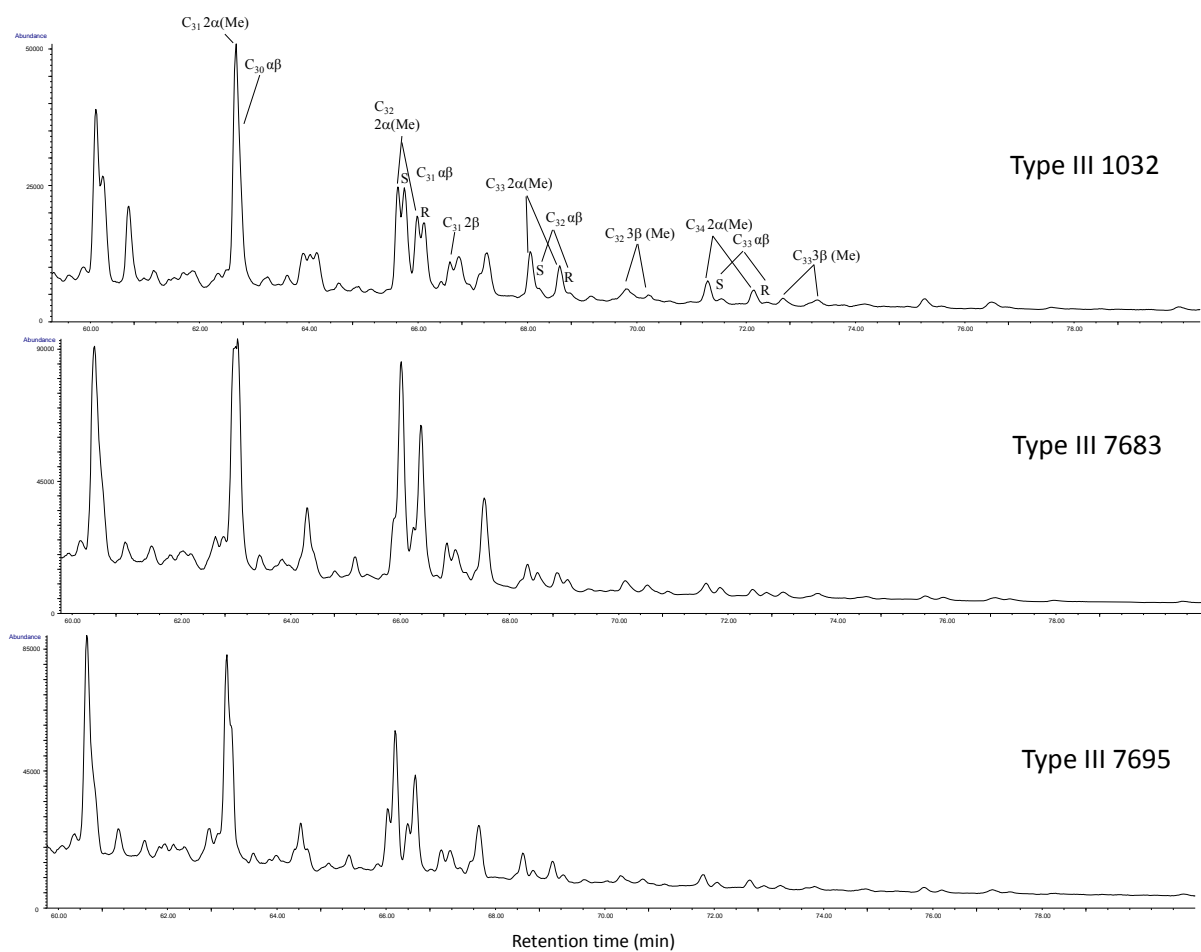 C₃₁ 2α(Me)
Abundance
50000
C₃₀ αβ
C₃₂
2α(Me)
S
C₃₁ αβ
R
C₃₁ 2β
C₃₃ 2α(Me)
S
C₃₂ αβ
R
C₃₂ 3β (Me)
C₃₄ 2α(Me)
S
C₃₃ αβ
R
C₃₃3β (Me)
Type III 1032
25000
0
60.00 62.00 64.00 66.00 68.00 70.00 72.00 74.00 76.00 78.00
Abundance
90000
Type III 7683
45000
0
60.00 62.00 64.00 66.00 68.00 70.00 72.00 74.00 76.00 78.00
Abundance
85000
Type III 7695
45000
0
60.00 62.00 64.00 66.00 68.00 70.00 72.00 74.00 76.00 78.00
Retention time (min)